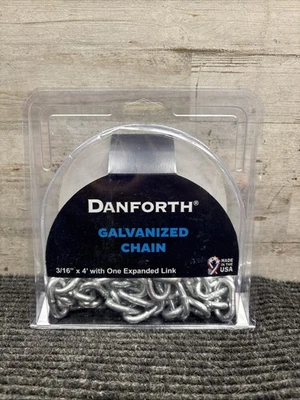 DANFORTH®
GALVANIZED
CHAIN
MADE
IN THE
USA
3/16" x 4' with One Expanded Link